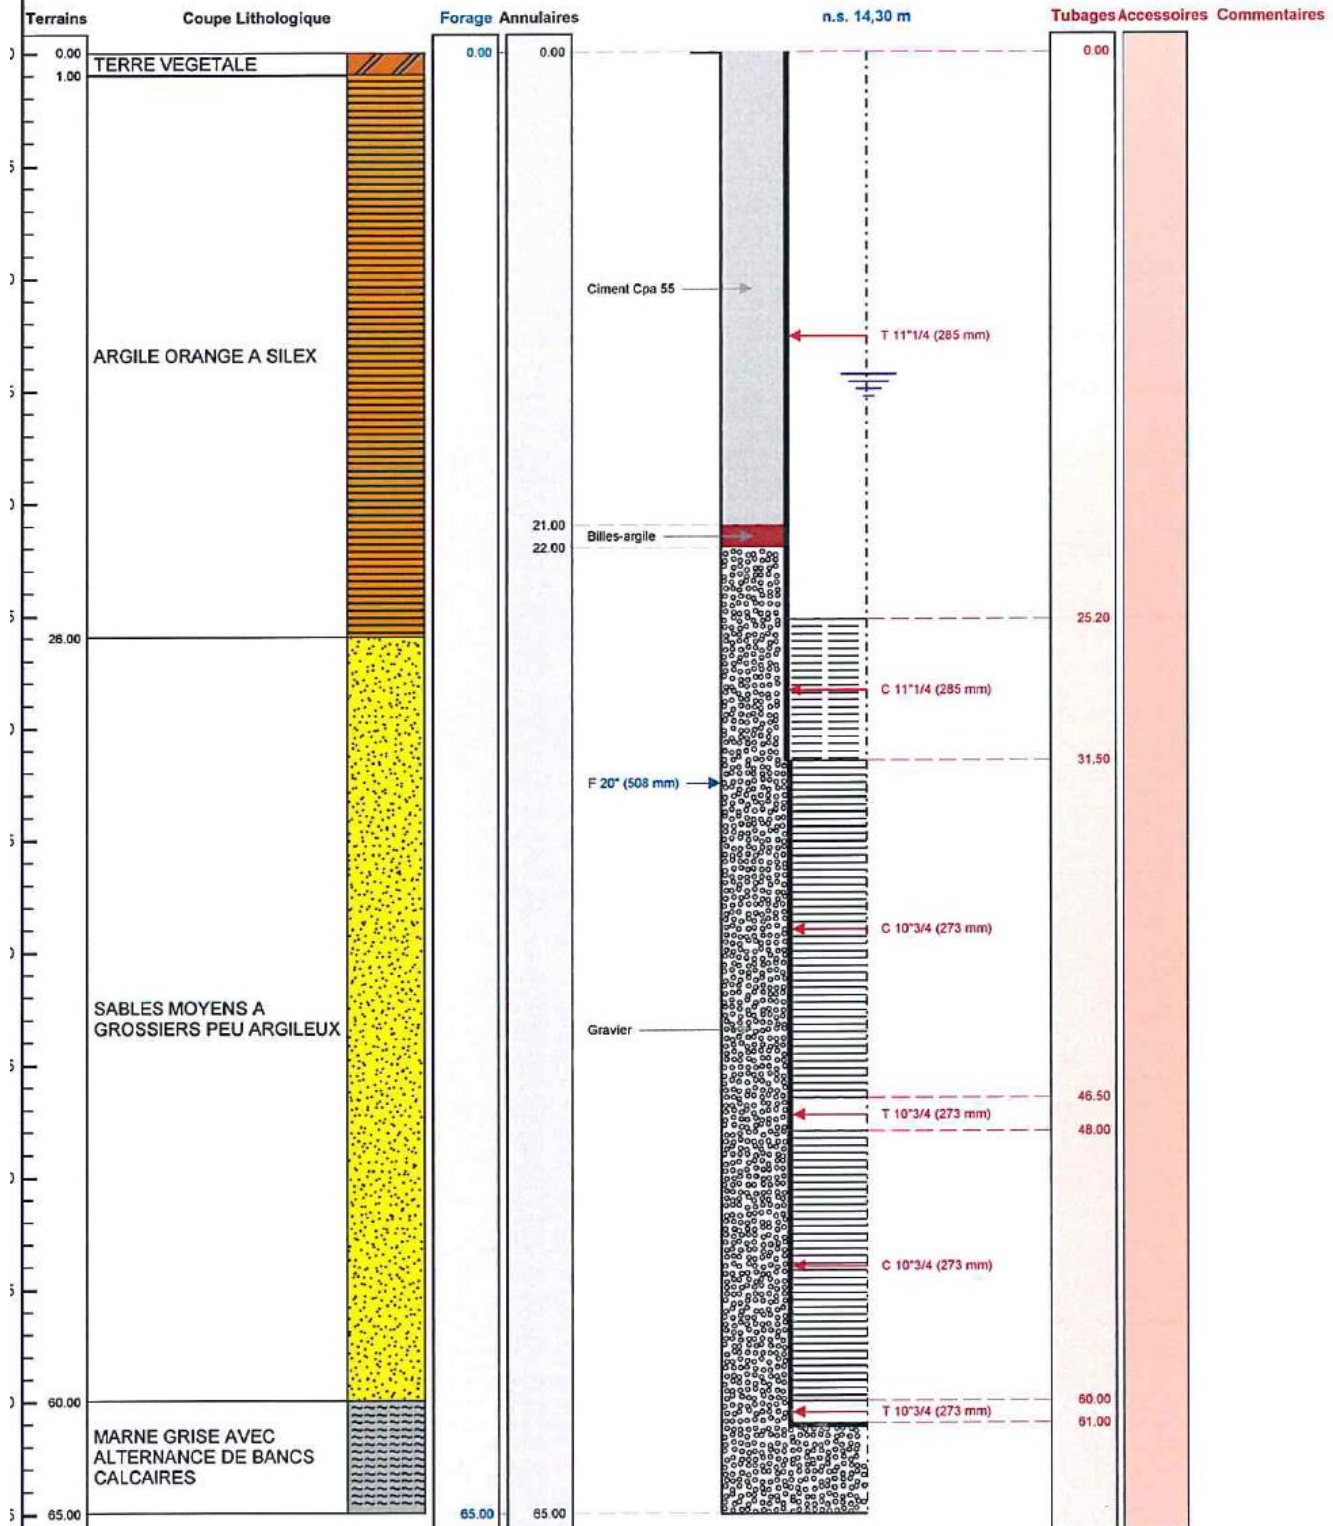 Terrains Coupe Lithologique Forage Annulaires n.s. 14,30 m Tubages Accessoires Commentaires
0.00 0.00 0.00 0.00
TERRE VEGETALE
1.00
Ciment Cpa 55
T 11"1/4 (285 mm)
ARGILE ORANGE A SILEX
21.00
Billes-argile
22.00
25.20
26.00
C 11"1/4 (285 mm)
31.50
F 20" (508 mm)
C 10"3/4 (273 mm)
SABLES MOYENS A
GROSSIERS PEU ARGILEUX
Gravier
46.50
T 10"3/4 (273 mm)
48.00
C 10"3/4 (273 mm)
60.00 60.00
T 10"3/4 (273 mm)
61.00
MARNE GRISE AVEC
ALTERNANCE DE BANCS
CALCAIRES
65.00 65.00 65.00